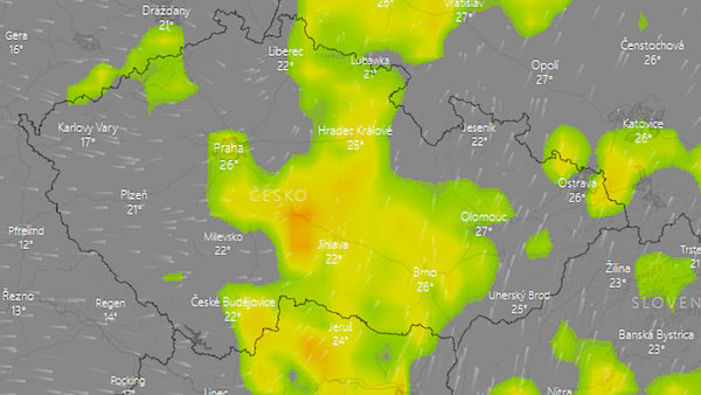 Vratislav
26°
27°
Drážďany
21°
Gera
16°
Liberec
22°
Lubawka
21°
Čenstochová
26°
Opolí
27°
Karlovy Vary
17°
Praha
26°
Hradec Králové
25°
Jeseník
22°
Katovice
26°
Ostrava
26°
Plzeň
21°
ČESKO
Olomouc
27°
Přeimd
12°
Milevsko
22°
Jihlava
22°
Brno
26°
Žilina
23°
Trste
21
Řezno
13°
Regen
14°
České Budějovice
22°
Uherský Brod
25°
SLOVEN
Jeruš
24°
Banská Bystrica
23°
Pocking
Linec
Nitra